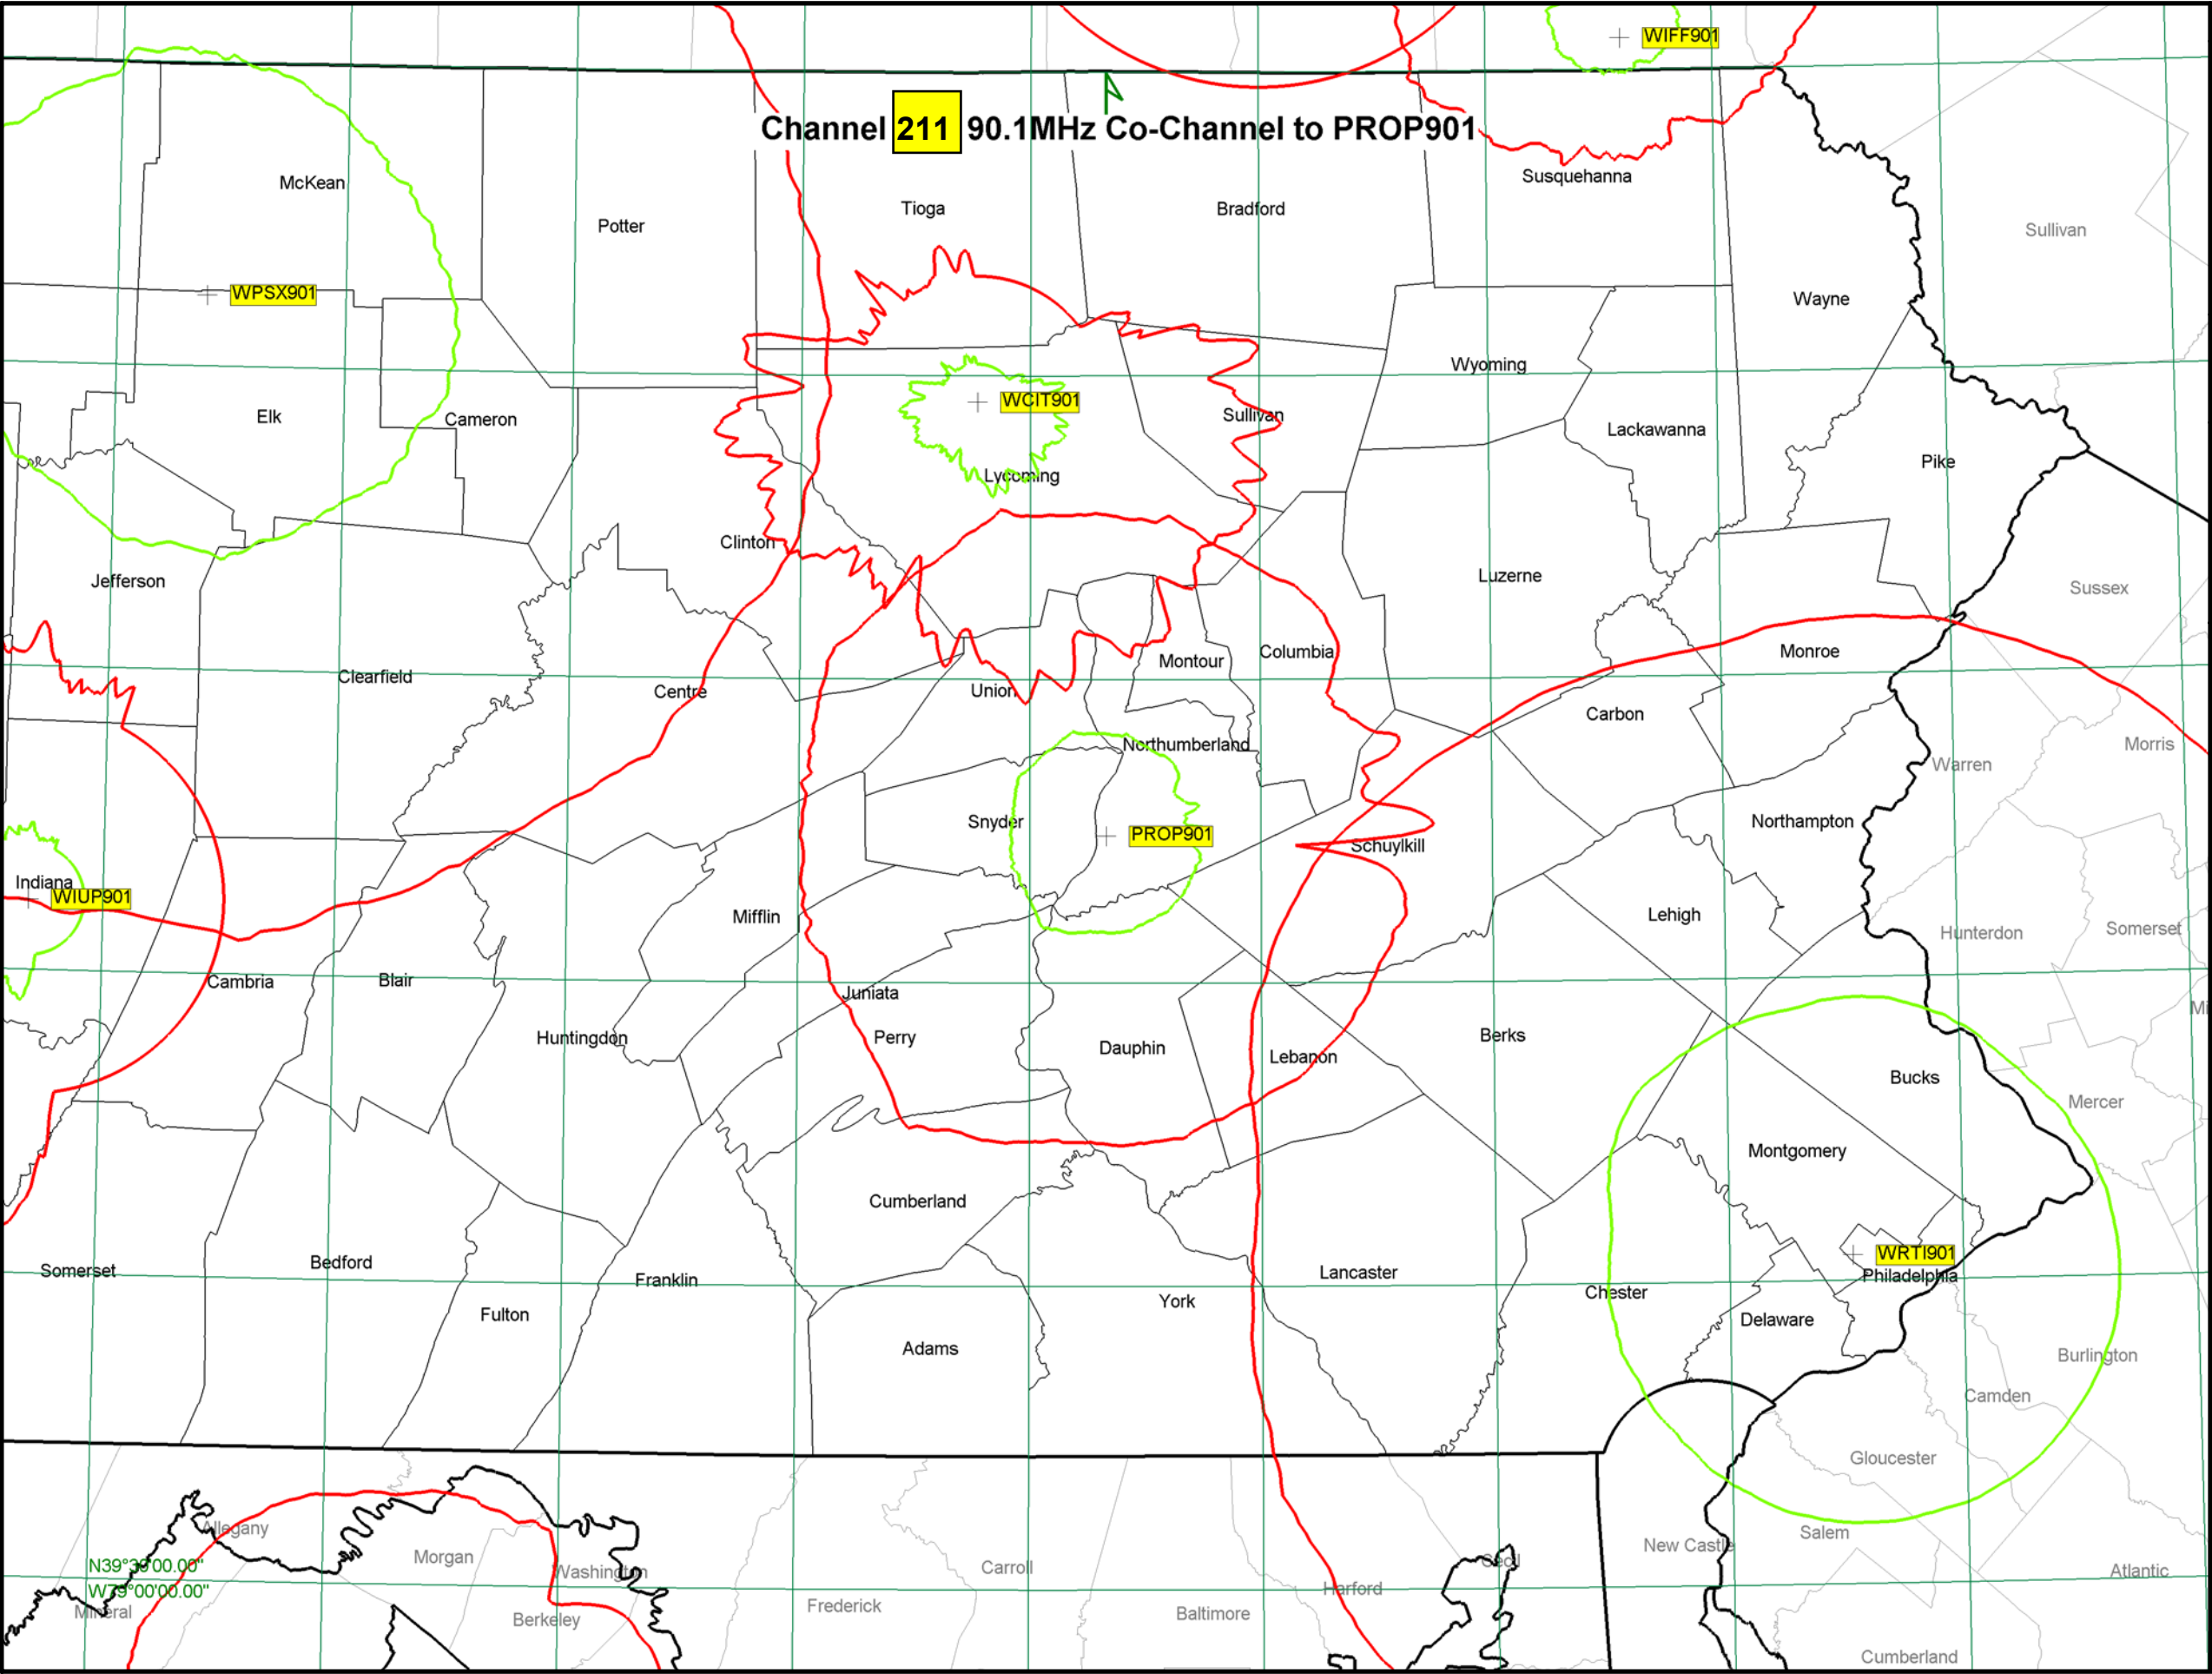 WIFF901
Channel 211 90.1MHz Co-Channel to PROP901
McKean
Susquehanna
Tioga
Bradford
Potter
Sullivan
WPSX901
Wayne
Wyoming
WCIT901
Elk
Cameron
Sullivan
Lackawanna
Pike
Lycoming
Clinton
Jefferson
Luzerne
Sussex
Clearfield
Centre
Union
Montour
Columbia
Monroe
Carbon
Northumberland
Morris
Warren
Snyder
PROP901
Schuylkill
Northampton
Indiana
WIUP901
Mifflin
Lehigh
Hunterdon
Somerset
Cambria
Blair
Juniata
Huntingdon
Perry
Dauphin
Lebanon
Berks
Mi
Bucks
Mercer
Montgomery
Cumberland
Somerset
Bedford
Franklin
Lancaster
WRTI901
Philadelphia
Fulton
York
Chester
Delaware
Adams
Burlington
Camden
Gloucester
Allegany
Morgan
Washington
Carroll
Cecil
New Castle
Salem
Atlantic
N39°30'00.00"
W79°00'00.00"
Mineral
Berkeley
Frederick
Baltimore
Harford
Cumberland